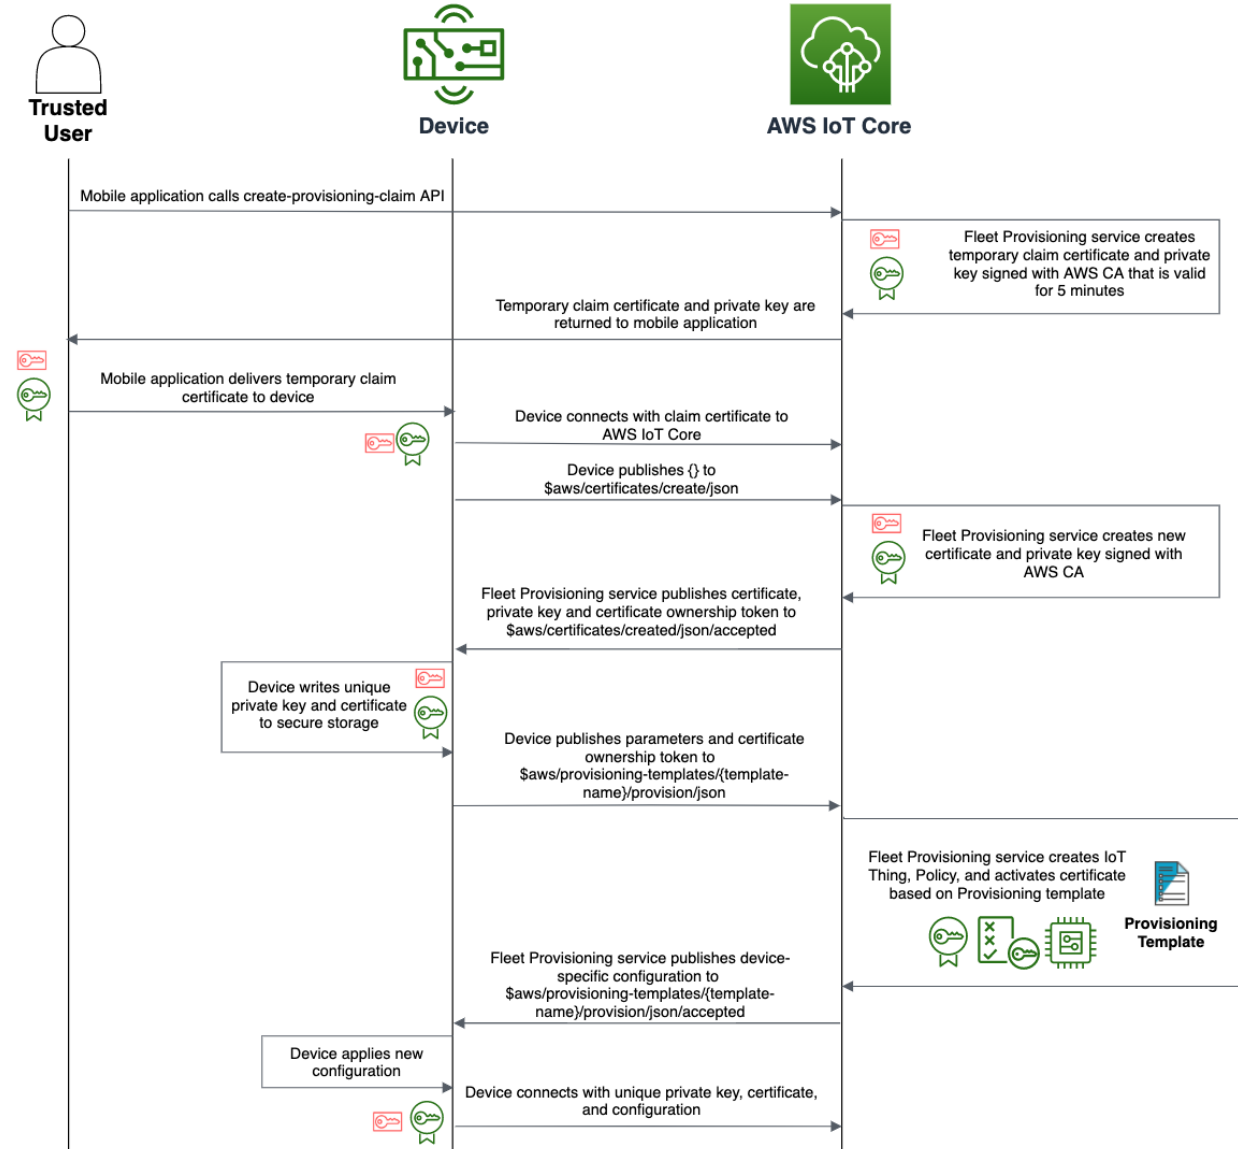 Trusted
User
Device
AWS IoT Core
Mobile application calls create-provisioning-claim API
Fleet Provisioning service creates
temporary claim certificate and private
key signed with AWS CA that is valid
for 5 minutes
Temporary claim certificate and private key are
returned to mobile application
Mobile application delivers temporary claim
certificate to device
Device connects with claim certificate to
AWS IoT Core
Device publishes {} to
$aws/certificates/create/json
Fleet Provisioning service creates new
certificate and private key signed with
AWS CA
Fleet Provisioning service publishes certificate,
private key and certificate ownership token to
$aws/certificates/created/json/accepted
Device writes unique
private key and certificate
to secure storage
Device publishes parameters and certificate
ownership token to
$aws/provisioning-templates/{template-
name}/provision/json
Fleet Provisioning service creates IoT
Thing, Policy, and activates certificate
based on Provisioning template
Provisioning
Template
Fleet Provisioning service publishes device-
specific configuration to
$aws/provisioning-templates/{template-
name}/provision/json/accepted
Device applies new
configuration
Device connects with unique private key, certificate,
and configuration